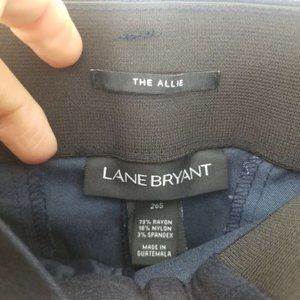 THE ALLIE
LANE BRYANT
26S
79% RAYON
18% NYLON
3% SPANDEX
MADE IN
GUATEMALA